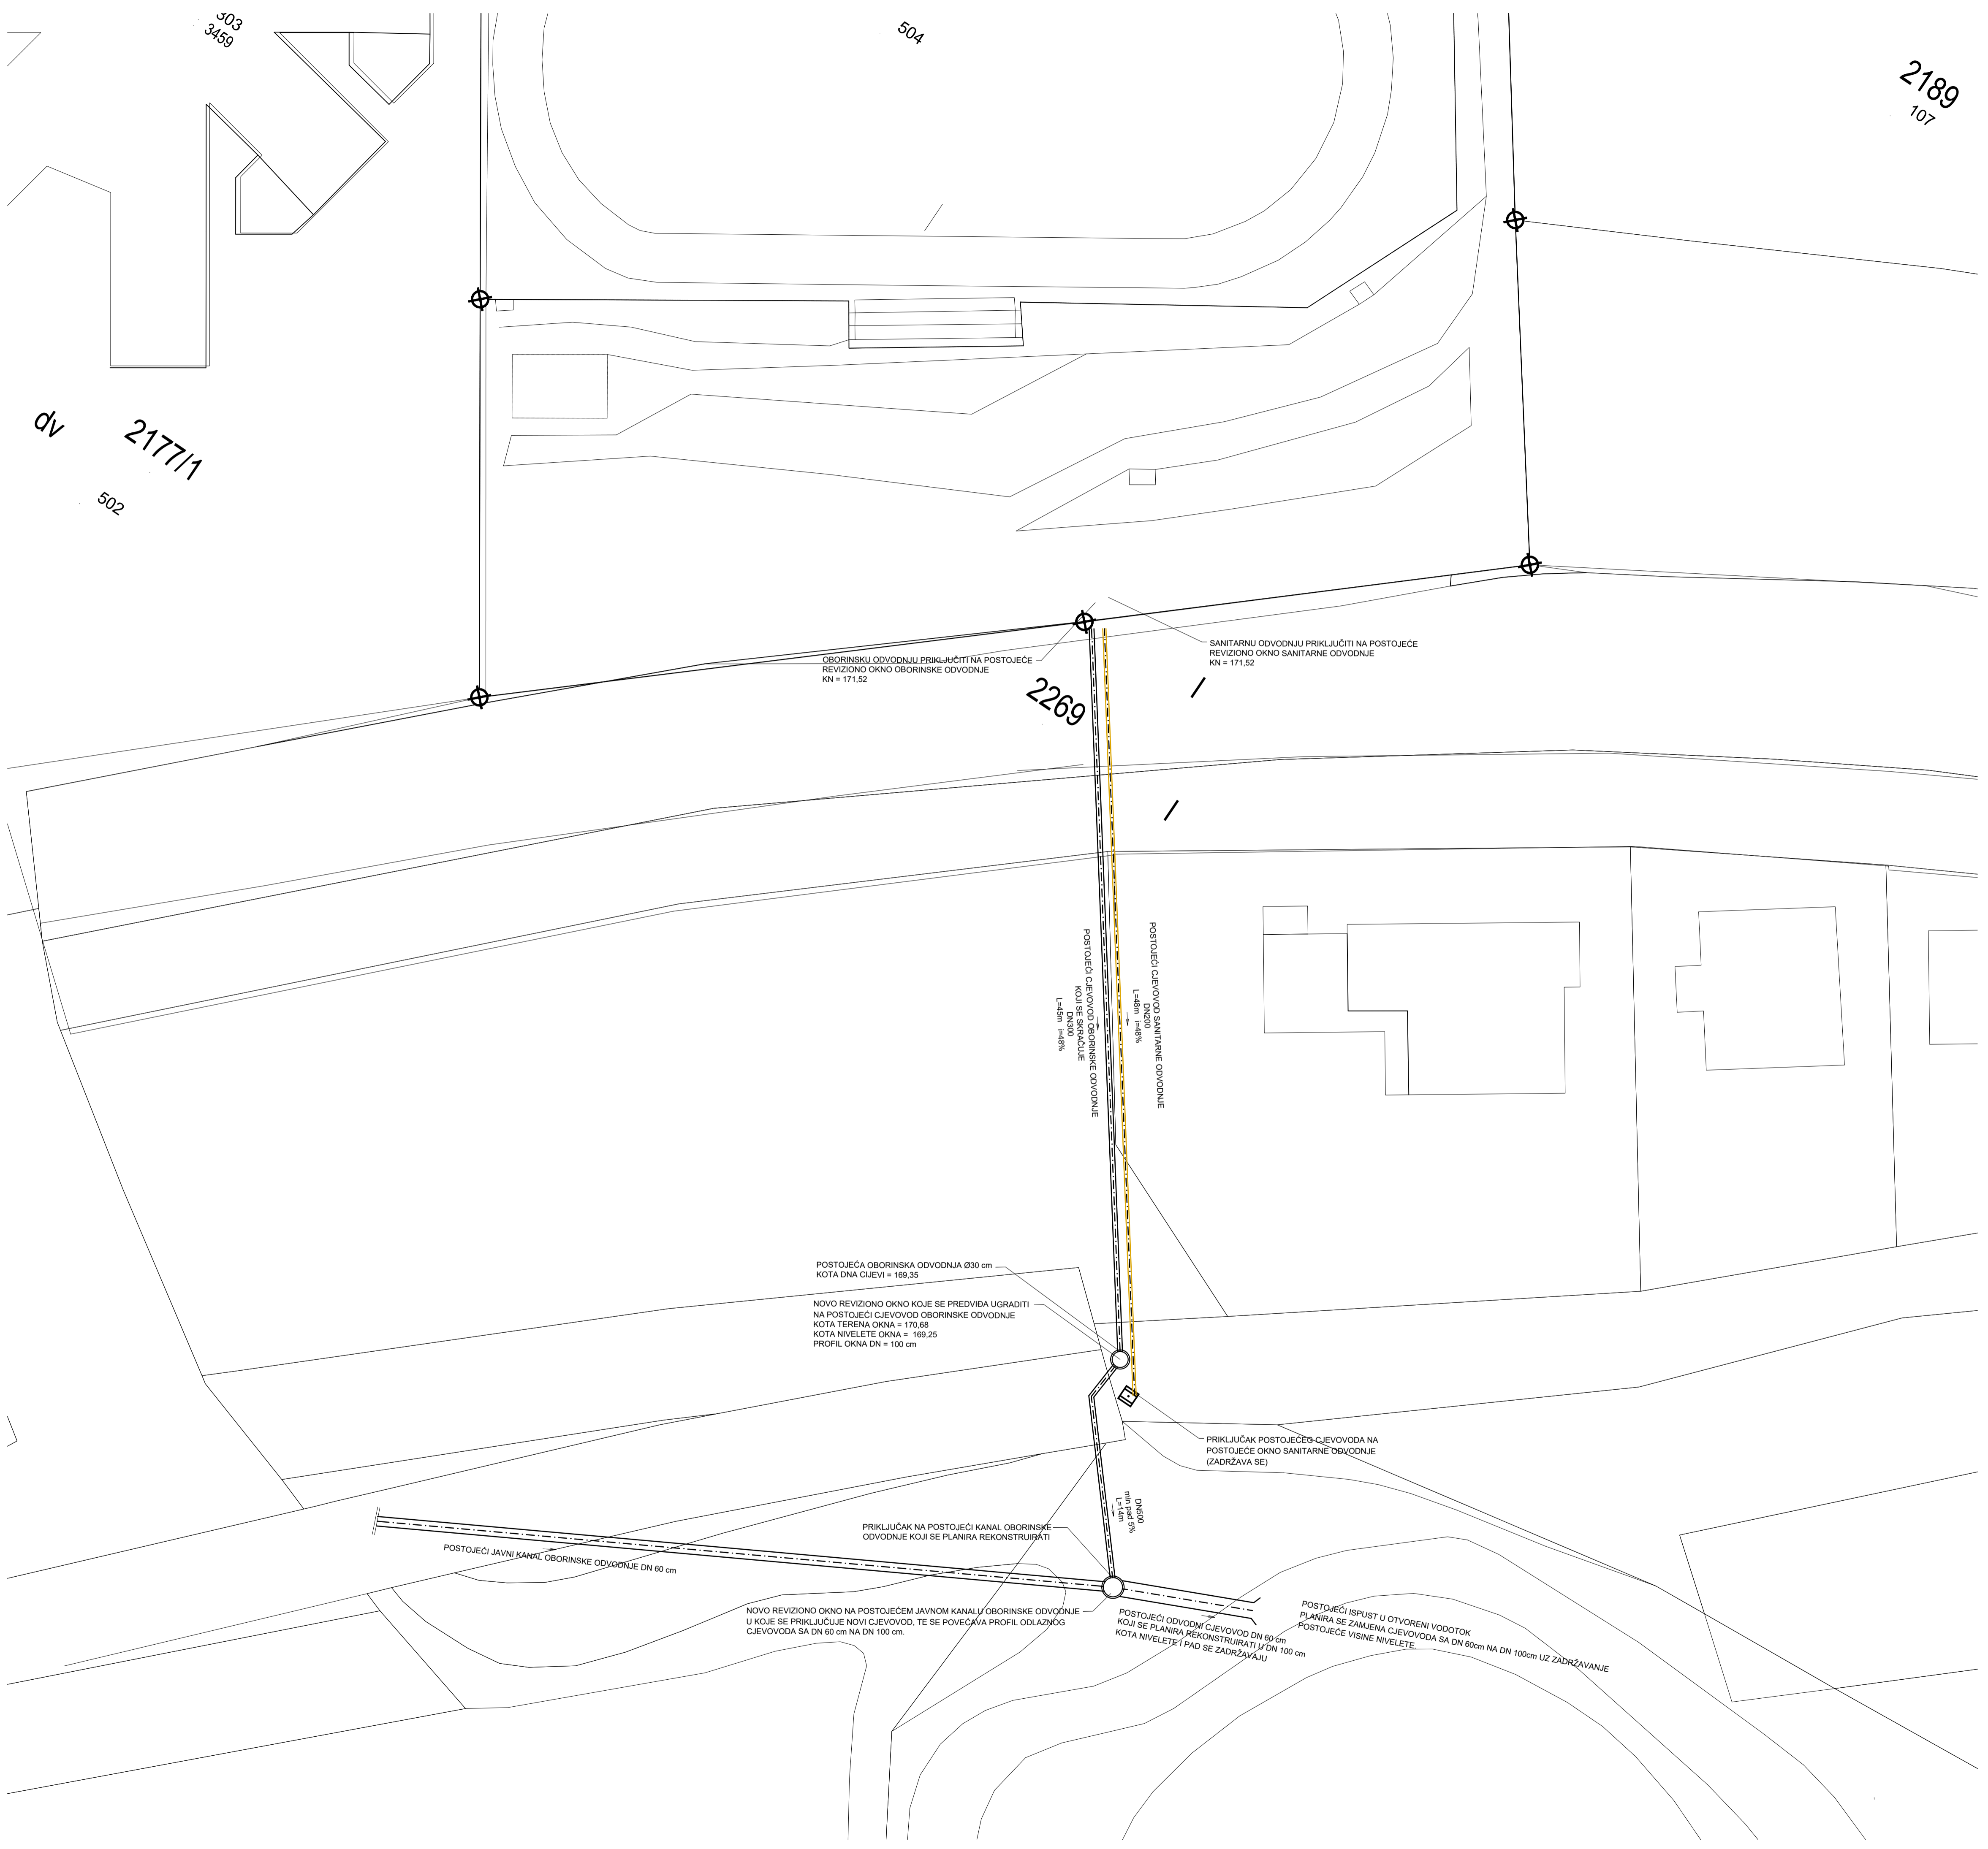 303
3459
504
2189
107
dv
2177/1
502
OBORINSKU ODVODNJU PRIKLJUČITI NA POSTOJEĆE
REVIZIONO OKNO OBORINSKE ODVODNJE
KN = 171,52
SANITARNU ODVODNJU PRIKLJUČITI NA POSTOJEĆE
REVIZIONO OKNO SANITARNE ODVODNJE
KN = 171,52
2269
POSTOJEĆI CJEVOVOD OBORINSKE ODVODNJE
KOJI SE SKRAĆUJE
DN300
L=45m i=48%
POSTOJEĆI CJEVOVOD SANITARNE ODVODNJE
DN200
L=48m i=48%
POSTOJEĆA OBORINSKA ODVODNJA Ø30 cm
KOTA DNA CIJEVI = 169,35
NOVO REVIZIONO OKNO KOJE SE PREDVIĐA UGRADITI
NA POSTOJEĆI CJEVOVOD OBORINSKE ODVODNJE
KOTA TERENA OKNA = 170,68
KOTA NIVELETE OKNA = 169,25
PROFIL OKNA DN = 100 cm
PRIKLJUČAK POSTOJEĆEG CJEVOVODA NA
POSTOJEĆE OKNO SANITARNE ODVODNJE
(ZADRŽAVA SE)
DN500
min pad 5%
L=14m
PRIKLJUČAK NA POSTOJEĆI KANAL OBORINSKE
ODVODNJE KOJI SE PLANIRA REKONSTRUIRATI
POSTOJEĆI JAVNI KANAL OBORINSKE ODVODNJE DN 60 cm
NOVO REVIZIONO OKNO NA POSTOJEĆEM JAVNOM KANALU OBORINSKE ODVODNJE
U KOJE SE PRIKLJUČUJE NOVI CJEVOVOD, TE SE POVEĆAVA PROFIL ODLAZNOG
CJEVOVODA SA DN 60 cm NA DN 100 cm.
POSTOJEĆI ODVODNI CJEVOVOD DN 60 cm
KOJI SE PLANIRA REKONSTRUIRATI U DN 100 cm
KOTA NIVELETE I PAD SE ZADRŽAVAJU
POSTOJEĆI ISPUST U OTVORENI VODOTOK
PLANIRA SE ZAMJENA CJEVOVODA SA DN 60cm NA DN 100cm UZ ZADRŽAVANJE
POSTOJEĆE VISINE NIVELETE